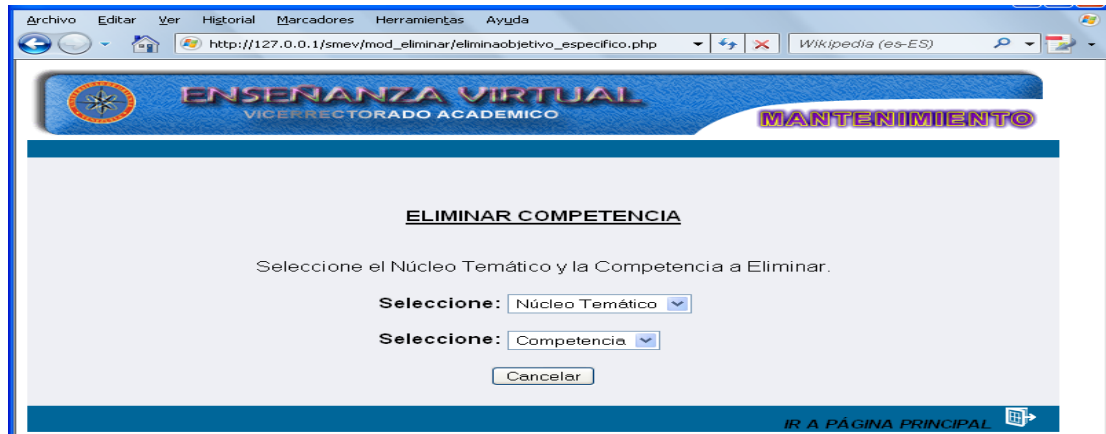 Archivo Editar Ver Historial Marcadores Herramientas Ayuda
http://127.0.0.1/smev/mod_eliminar/eliminaobjetivo_especifico.php Wikipedia (es-ES)
ENSEÑANZA VIRTUAL
VICERRECTORADO ACADEMICO
MANTENIMIENTO
ELIMINAR COMPETENCIA
Seleccione el Núcleo Temático y la Competencia a Eliminar.
Seleccione: Núcleo Temático
Seleccione: Competencia
Cancelar
IR A PÁGINA PRINCIPAL